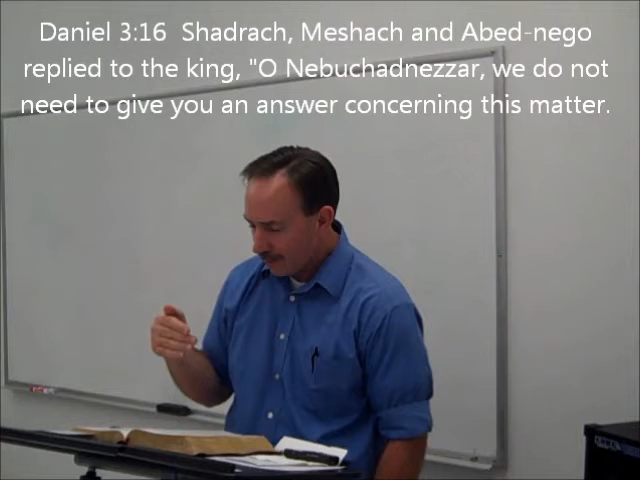 Daniel 3:16  Shadrach, Meshach and Abed-nego
replied to the king, "O Nebuchadnezzar, we do not
need to give you an answer concerning this matter.